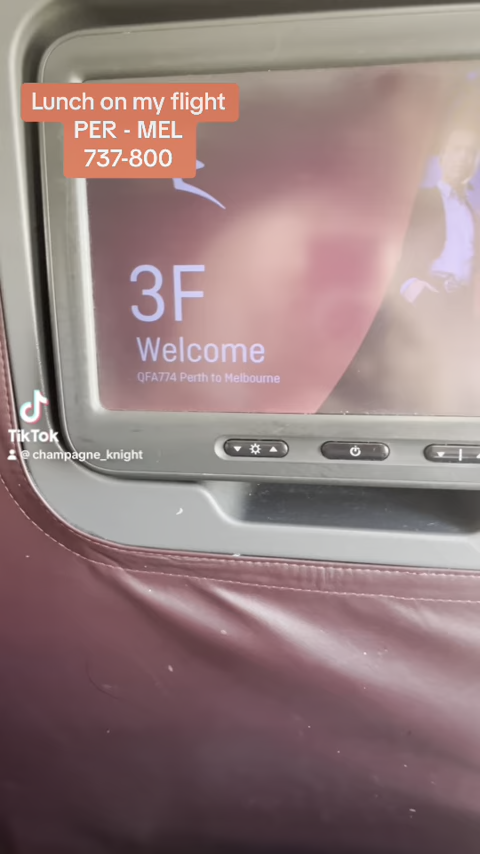 Lunch on my flight
PER - MEL
737-800
3F
Welcome
QFA774 Perth to Melbourne
TikTok
@champagne_knight